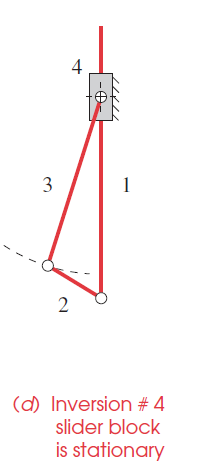 4
3
1
2
(d) Inversion # 4
slider block
is stationary